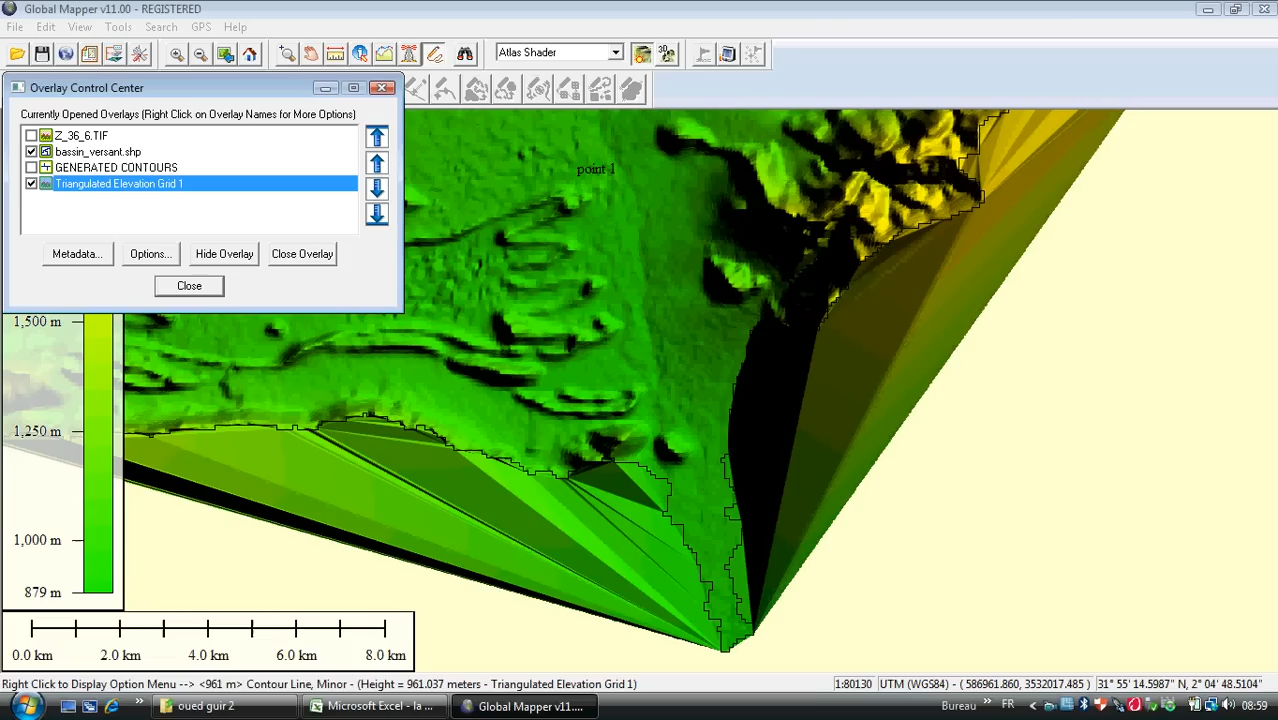 Global Mapper v11.00 - REGISTERED
File Edit View Tools Search GPS Help
Atlas Shader
3D
Overlay Control Center
Currently Opened Overlays (Right Click on Overlay Names for More Options)
Z_36_6.TIF
bassin_versant.shp
GENERATED CONTOURS
Triangulated Elevation Grid 1
Metadata... Options... Hide Overlay Close Overlay
Close
point 1
1,500 m
1,250 m
1,000 m
879 m
0.0 km 2.0 km 4.0 km 6.0 km 8.0 km
Right Click to Display Option Menu --> <961 m> Contour Line, Minor - (Height = 961.037 meters - Triangulated Elevation Grid 1)
1:80130 UTM (WGS84) - ( 586961.860, 3532017.485 ) 31° 55' 14.5987" N, 2° 04' 48.5104"
oued guir 2 Microsoft Excel - la ... Global Mapper v11.... Bureau FR 08:59